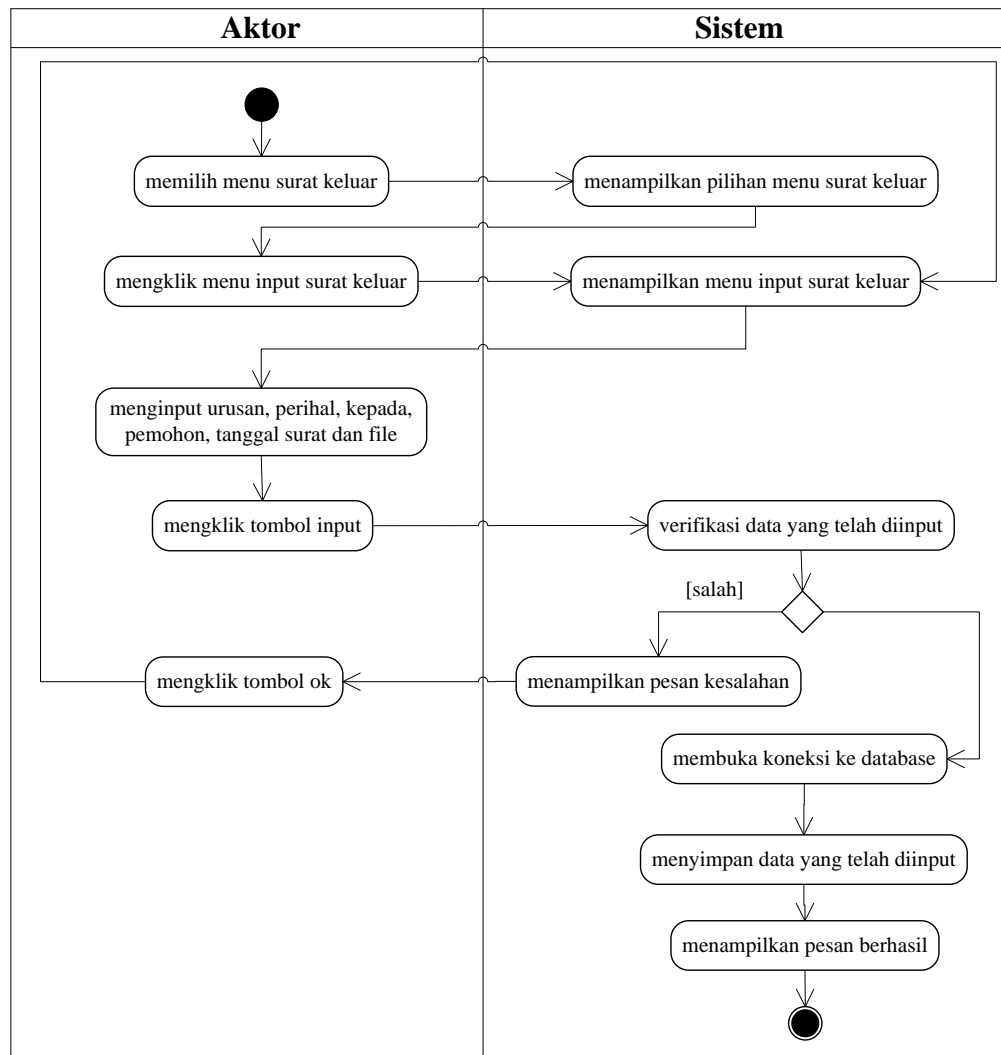 Aktor
Sistem
memilih menu surat keluar
menampilkan pilihan menu surat keluar
mengklik menu input surat keluar
menampilkan menu input surat keluar
menginput urusan, perihal, kepada,
pemohon, tanggal surat dan file
mengklik tombol input
verifikasi data yang telah diinput
[salah]
mengklik tombol ok
menampilkan pesan kesalahan
membuka koneksi ke database
menyimpan data yang telah diinput
menampilkan pesan berhasil